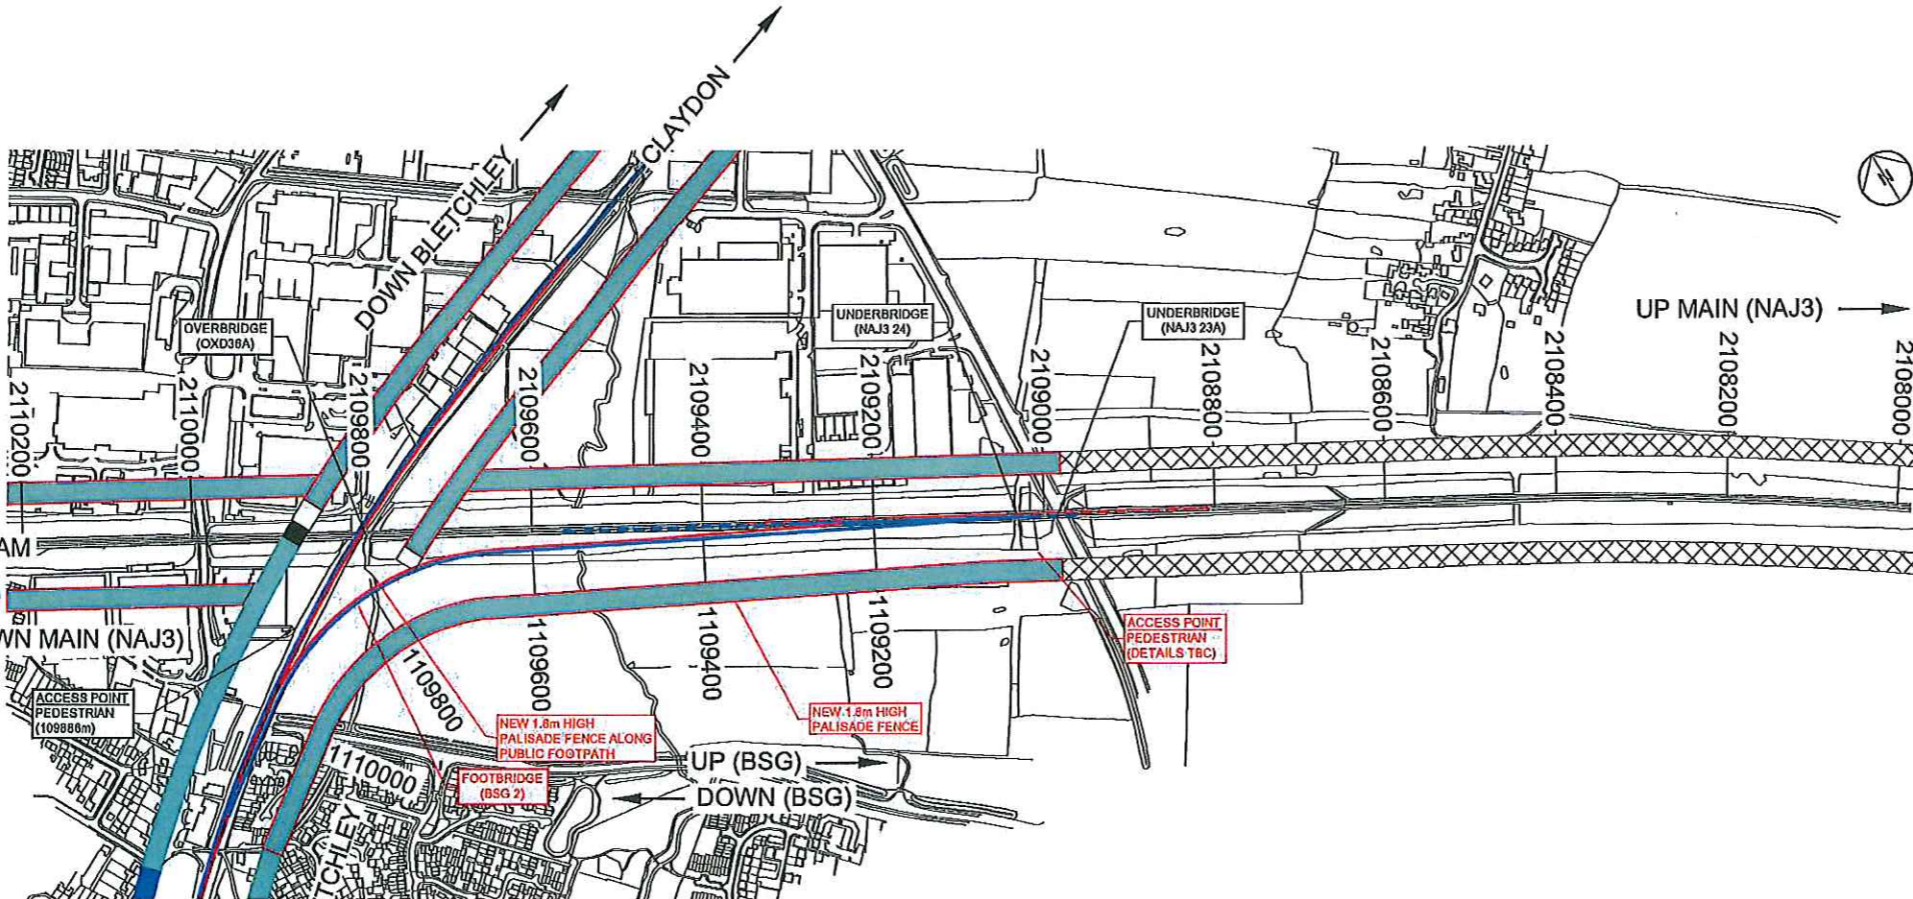 CLAYDON
DOWN BLETCHLEY
OVERBRIDGE
(OXD36A)
UNDERBRIDGE
(NAJ3 24)
UNDERBRIDGE
(NAJ3 23A)
UP MAIN (NAJ3)
2110200
2110000
2109800
2109600
2109400
2109200
2109000
2108800
2108600
2108400
2108200
2108000
AM
WN MAIN (NAJ3)
ACCESS POINT
PEDESTRIAN
(109886m)
1109800
1109600
1109400
1109200
ACCESS POINT
PEDESTRIAN
(DETAILS TBC)
NEW 1.8m HIGH
PALISADE FENCE ALONG
PUBLIC FOOTPATH
NEW 1.8m HIGH
PALISADE FENCE
1110000
FOOTBRIDGE
(BSG 2)
UP (BSG)
DOWN (BSG)
TCHLEY